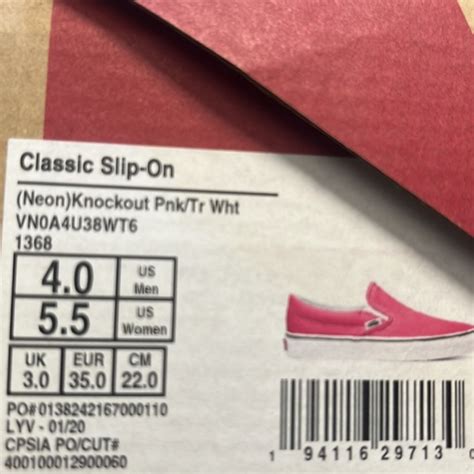 Classic Slip-On
(Neon)Knockout Pnk/Tr Wht
VN0A4U38WT6
1368
4.0 US Men
5.5 US Women
UK EUR CM
3.0 35.0 22.0
PO#0138242167000110
LYV - 01/20
CPSIA PO/CUT#
400100012900060
1 94116 29713